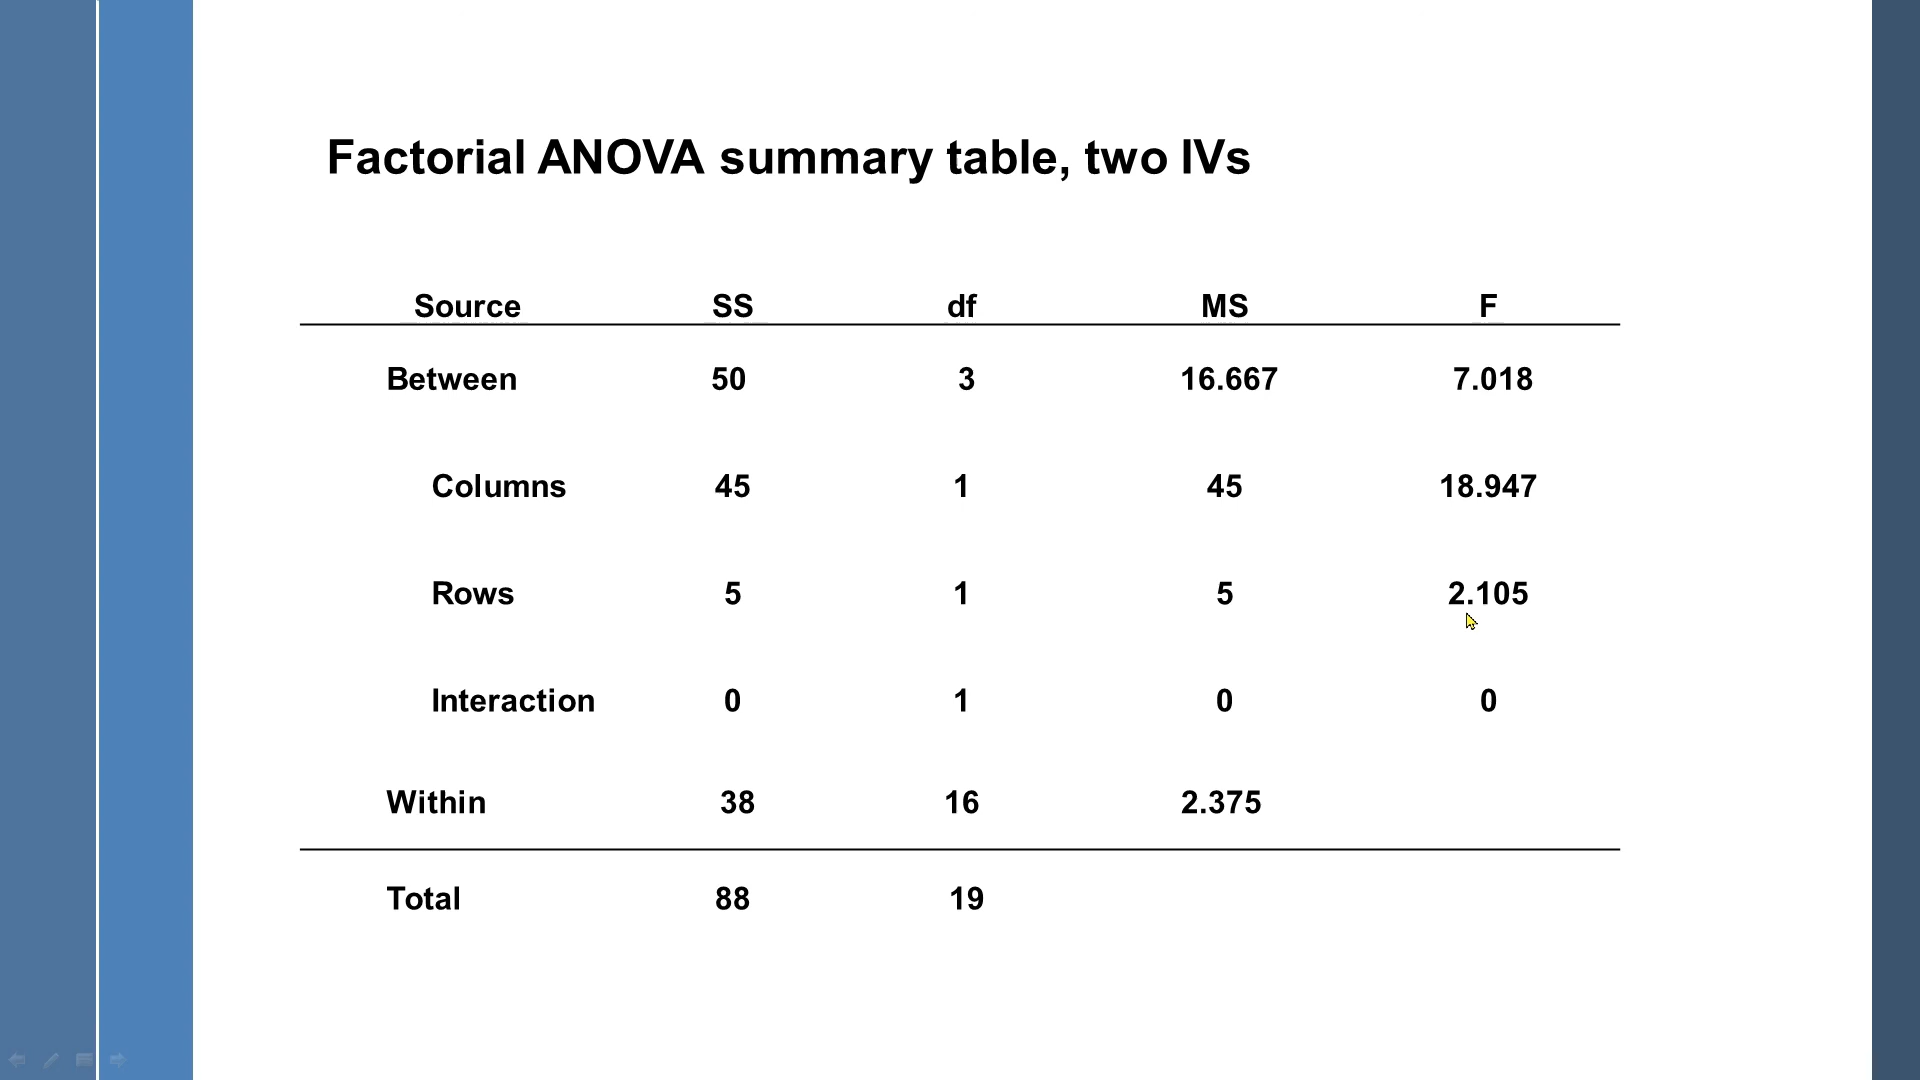 Factorial ANOVA summary table, two IVs
Source SS df MS F
Between 50 3 16.667 7.018
Columns 45 1 45 18.947
Rows 5 1 5 2.105
Interaction 0 1 0 0
Within 38 16 2.375
Total 88 19